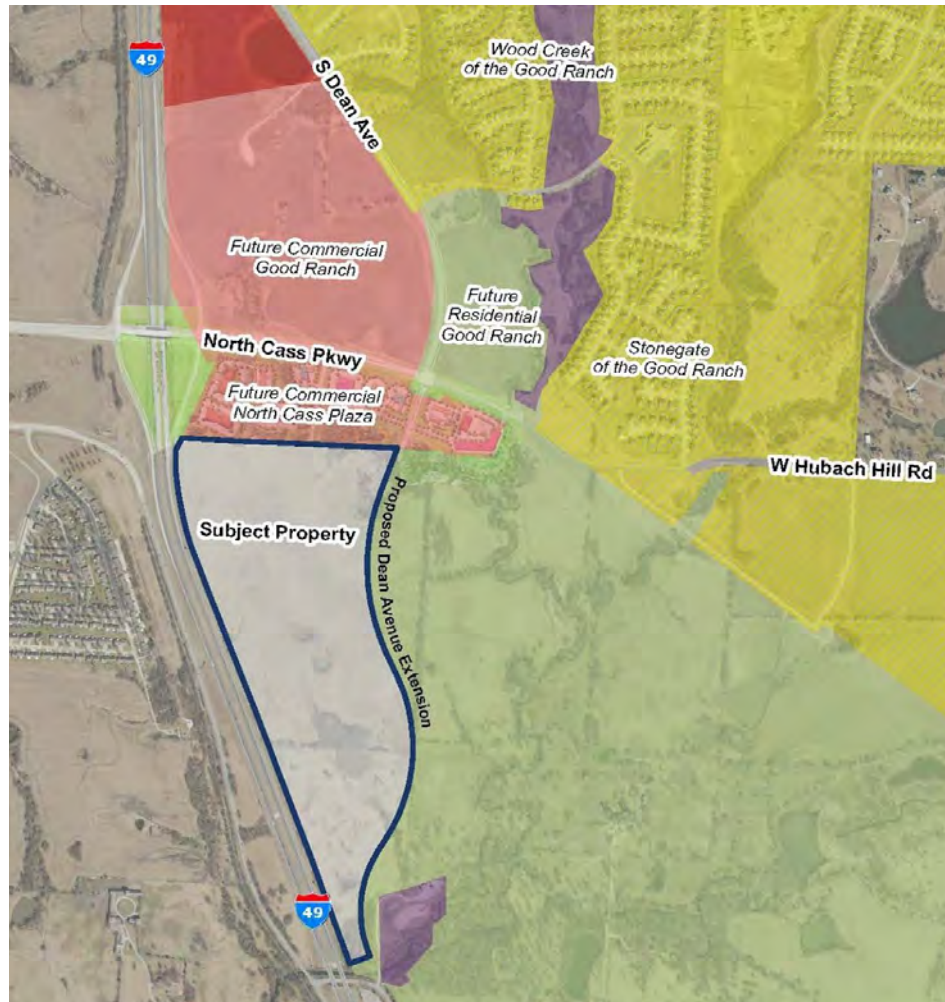 49
S Dean Ave
Wood Creek
of the Good Ranch
Future Commercial
Good Ranch
Future
Residential
Good Ranch
North Cass Pkwy
Stonegate
of the Good Ranch
Future Commercial
North Cass Plaza
W Hubach Hill Rd
Subject Property
Proposed Dean Avenue Extension
49